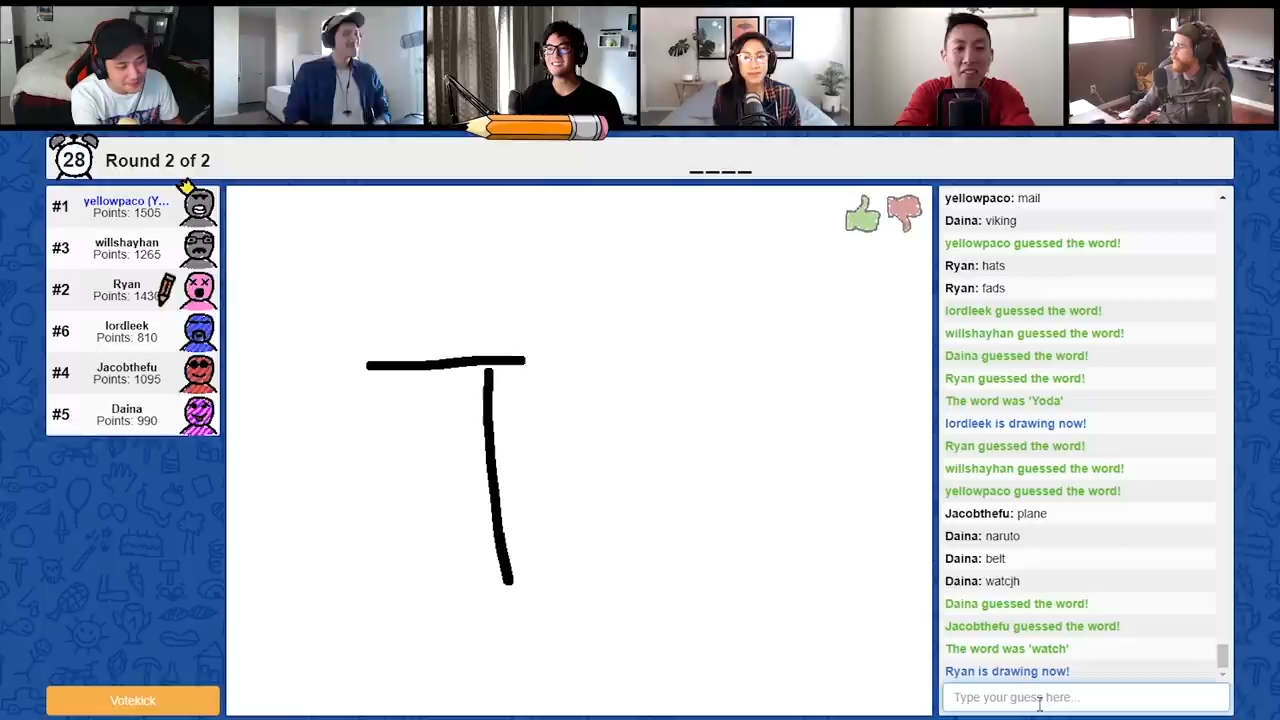 28
Round 2 of 2
____
#1
yellowpaco (Y...
Points: 1505
#3
willshayhan
Points: 1265
#2
Ryan
Points: 1430
#6
lordleek
Points: 810
#4
Jacobthefu
Points: 1095
#5
Daina
Points: 990
Votekick
yellowpaco: mail
Daina: viking
yellowpaco guessed the word!
Ryan: hats
Ryan: fads
lordleek guessed the word!
willshayhan guessed the word!
Daina guessed the word!
Ryan guessed the word!
The word was 'Yoda'
lordleek is drawing now!
Ryan guessed the word!
willshayhan guessed the word!
yellowpaco guessed the word!
Jacobthefu: plane
Daina: naruto
Daina: belt
Daina: watcjh
Daina guessed the word!
Jacobthefu guessed the word!
The word was 'watch'
Ryan is drawing now!
Type your guess here...